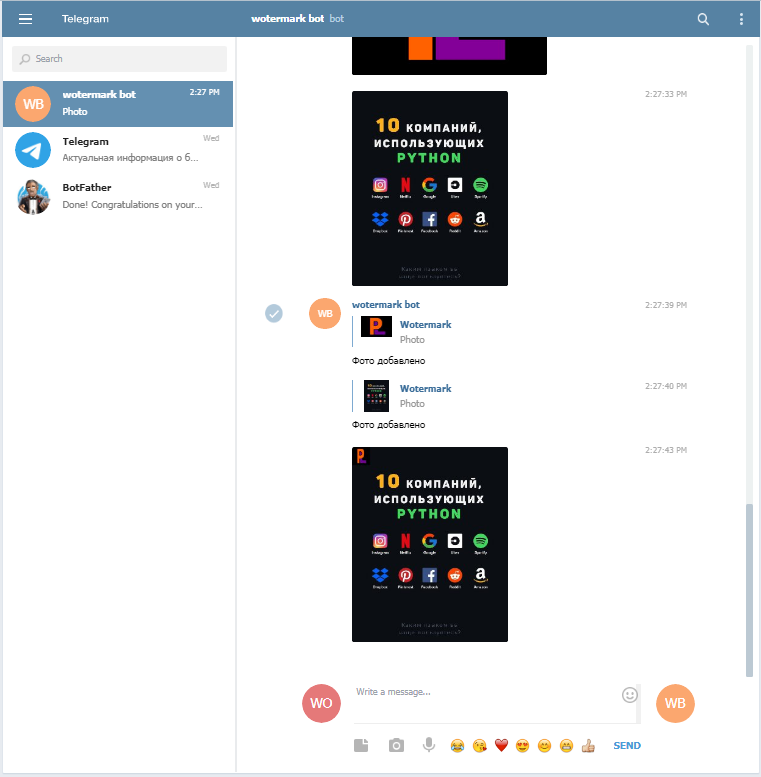 Telegram
wotermark bot bot
Search
WB
wotermark bot
2:27 PM
Photo
Telegram
Wed
Актуальная информация о б...
BotFather
Wed
Done! Congratulations on your...
2:27:33 PM
10 КОМПАНИЙ,
ИСПОЛЬЗУЮЩИХ
PYTHON
Instagram Netflix Google Uber Spotify
Dropbox Pinterest Facebook Reddit Amazon
WB
wotermark bot
2:27:39 PM
Wotermark
Photo
Фото добавлено
Wotermark
2:27:40 PM
Photo
Фото добавлено
2:27:43 PM
10 КОМПАНИЙ,
ИСПОЛЬЗУЮЩИХ
PYTHON
Instagram Netflix Google Uber Spotify
Dropbox Pinterest Facebook Reddit Amazon
WO
Write a message...
WB
SEND